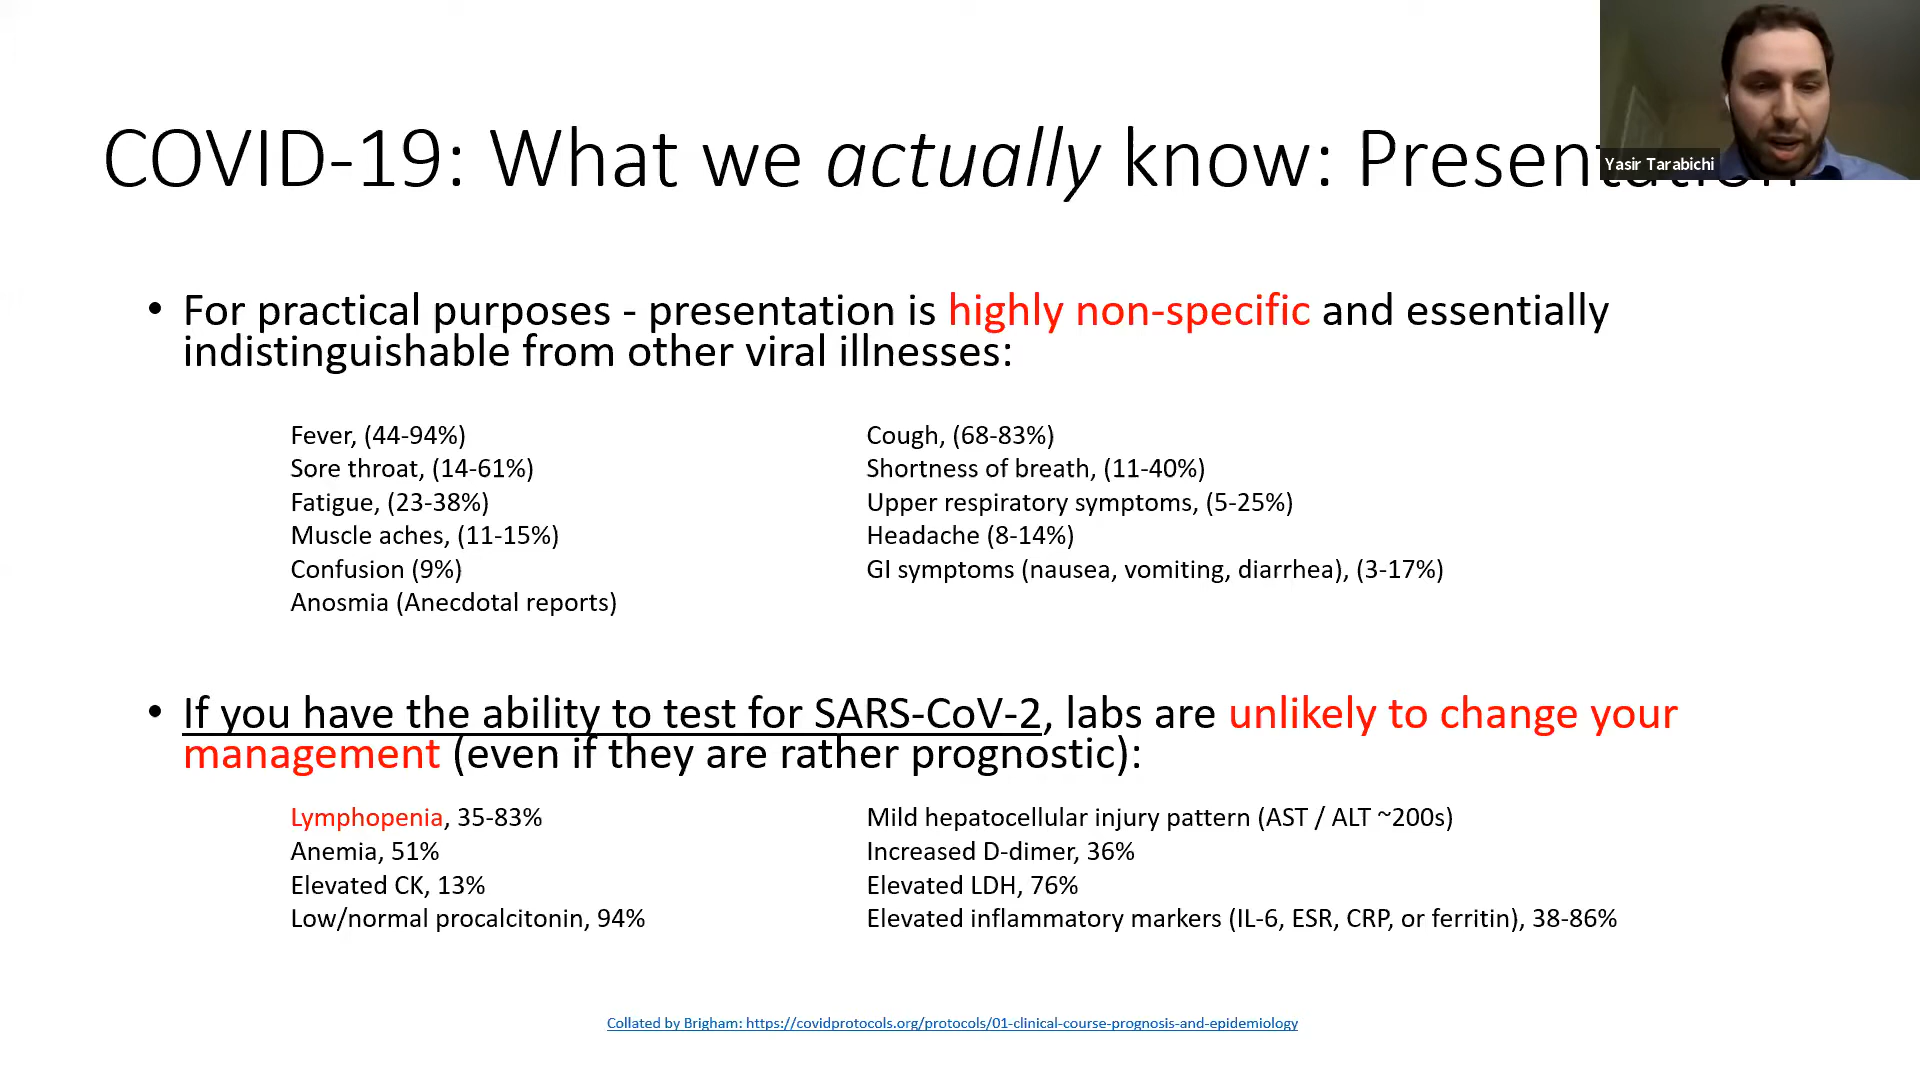 COVID-19: What we actually know: Presentation
Yasir Tarabichi
• For practical purposes - presentation is highly non-specific and essentially
indistinguishable from other viral illnesses:
Fever, (44-94%)
Sore throat, (14-61%)
Fatigue, (23-38%)
Muscle aches, (11-15%)
Confusion (9%)
Anosmia (Anecdotal reports)
Cough, (68-83%)
Shortness of breath, (11-40%)
Upper respiratory symptoms, (5-25%)
Headache (8-14%)
GI symptoms (nausea, vomiting, diarrhea), (3-17%)
• If you have the ability to test for SARS-CoV-2, labs are unlikely to change your
management (even if they are rather prognostic):
Lymphopenia, 35-83%
Anemia, 51%
Elevated CK, 13%
Low/normal procalcitonin, 94%
Mild hepatocellular injury pattern (AST / ALT ~200s)
Increased D-dimer, 36%
Elevated LDH, 76%
Elevated inflammatory markers (IL-6, ESR, CRP, or ferritin), 38-86%
Collated by Brigham: https://covidprotocols.org/protocols/01-clinical-course-prognosis-and-epidemiology